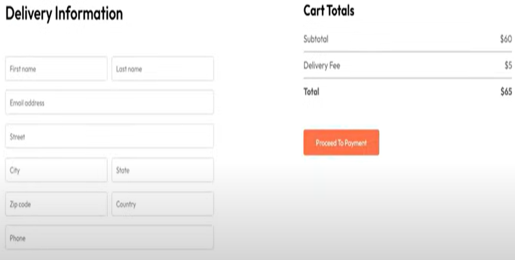 Delivery Information
First name
Last name
Email address
Street
City
State
Zip code
Country
Phone
Cart Totals
Subtotal $60
Delivery Fee $5
Total $65
Proceed To Payment